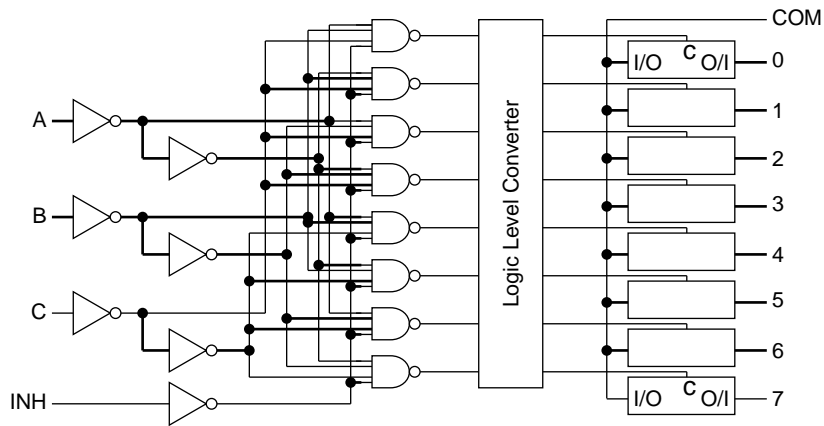 COM
I/O C O/I 0
1
A
2
3
B
4
5
C
6
INH
I/O C O/I 7
Logic Level Converter